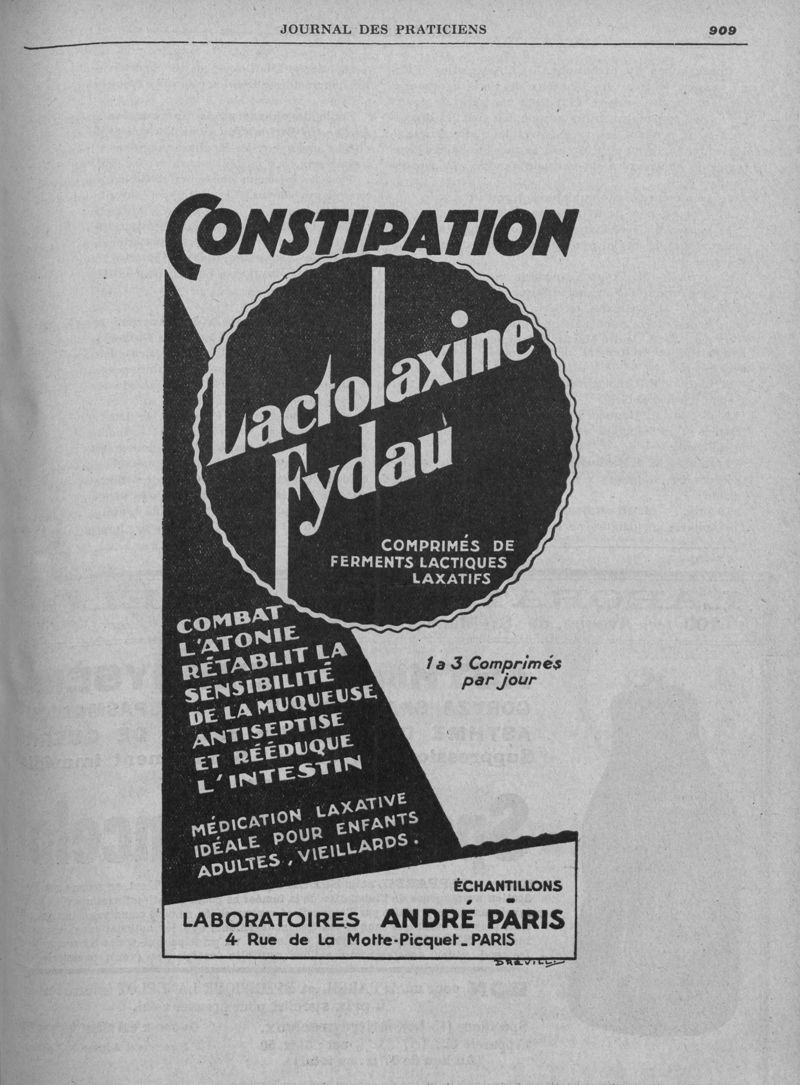 JOURNAL DES PRATICIENS 909
CONSTIPATION
Lactolaxine
Fydau
COMPRIMÉS DE
FERMENTS LACTIQUES
LAXATIFS
COMBAT
L'ATONIE
RÉTABLIT LA
SENSIBILITÉ
DE LA MUQUEUSE
ANTISEPTISE
ET RÉÉDUQUE
L'INTESTIN
1 a 3 Comprimés
par jour
MÉDICATION LAXATIVE
IDÉALE POUR ENFANTS
ADULTES, VIEILLARDS.
ÉCHANTILLONS
LABORATOIRES ANDRÉ PARIS
4 Rue de La Motte-Picquet_PARIS